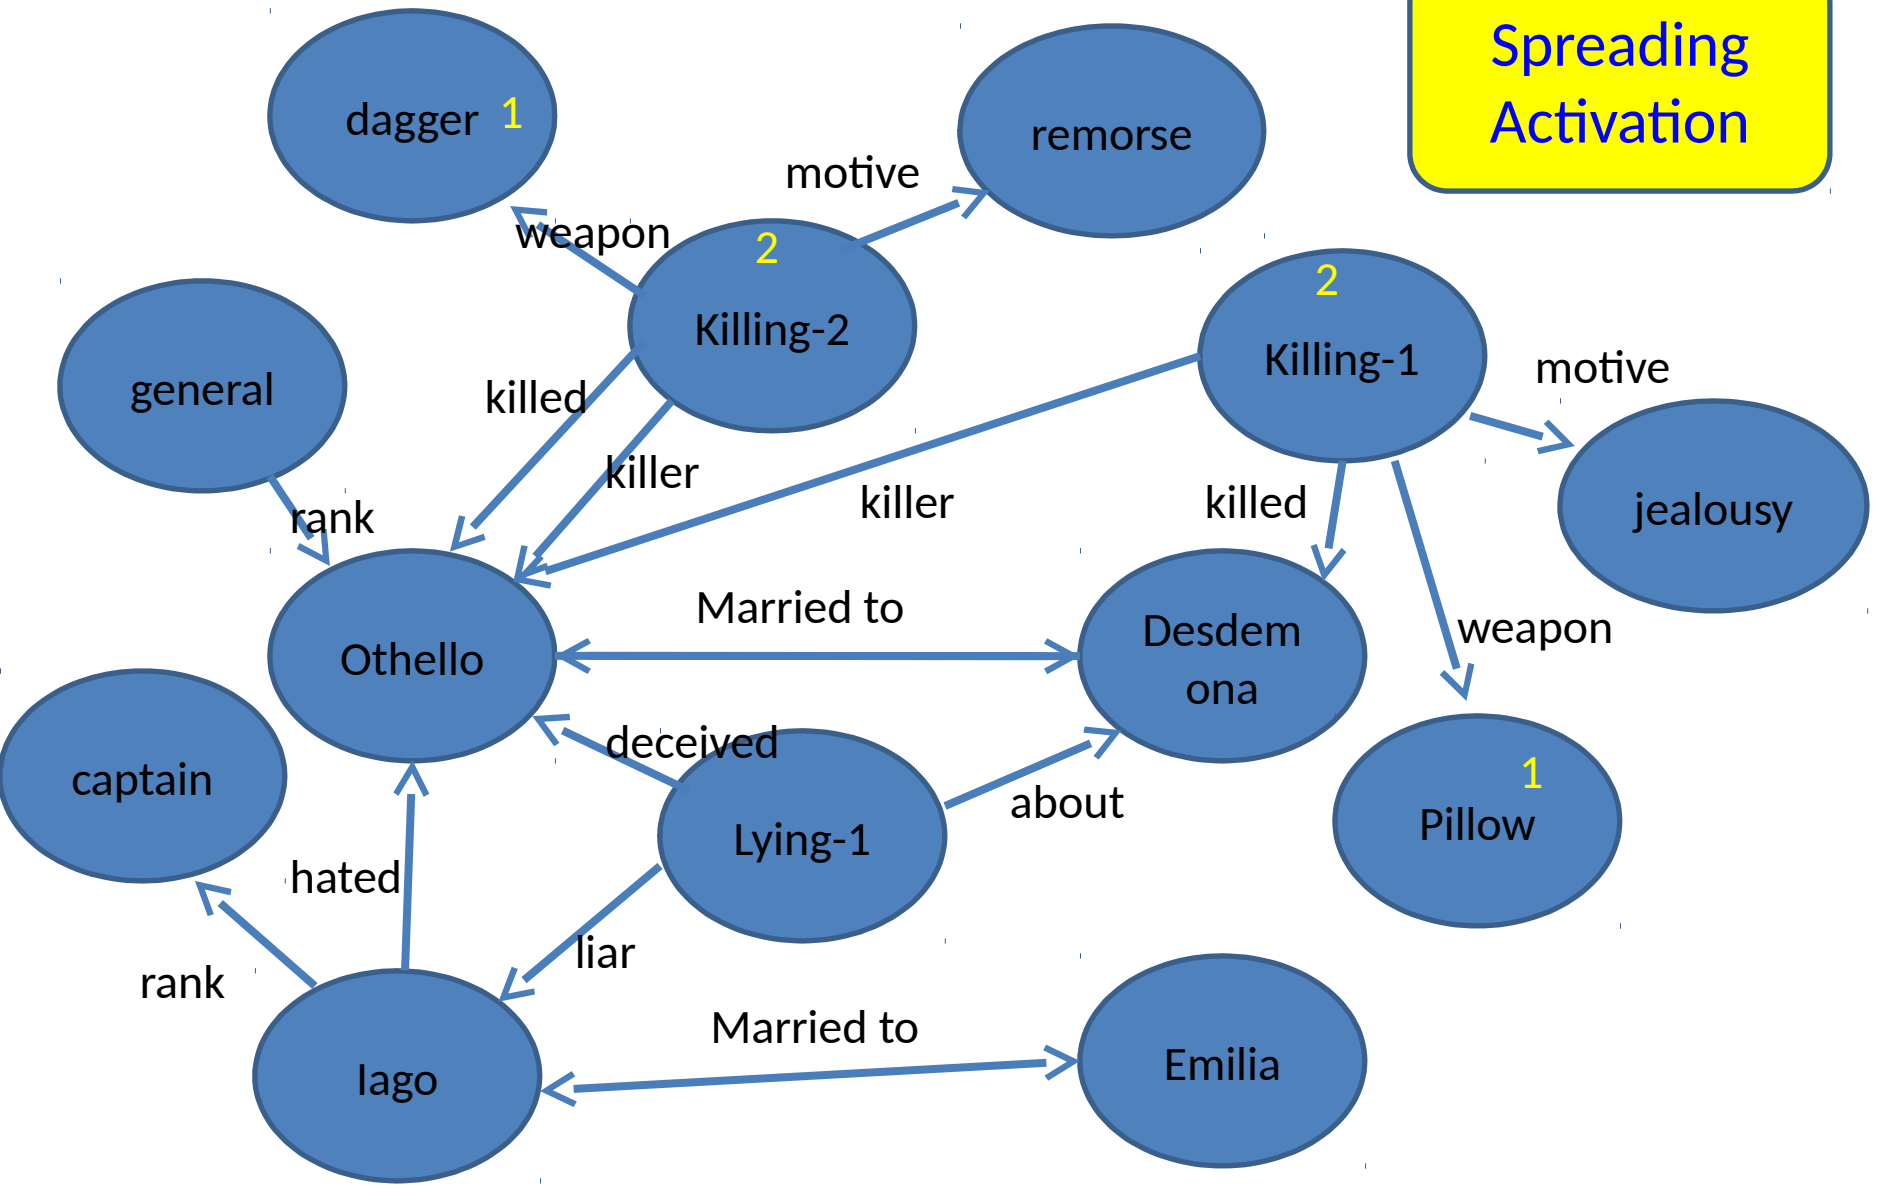 Spreading
Activation
dagger 1
remorse
motive
weapon
2
Killing-2
2
Killing-1
motive
general
killed
killer
killer
killed
jealousy
rank
Married to
Othello
Desdem
ona
weapon
deceived
captain
about
1
Pillow
Lying-1
hated
liar
rank
Married to
Iago
Emilia